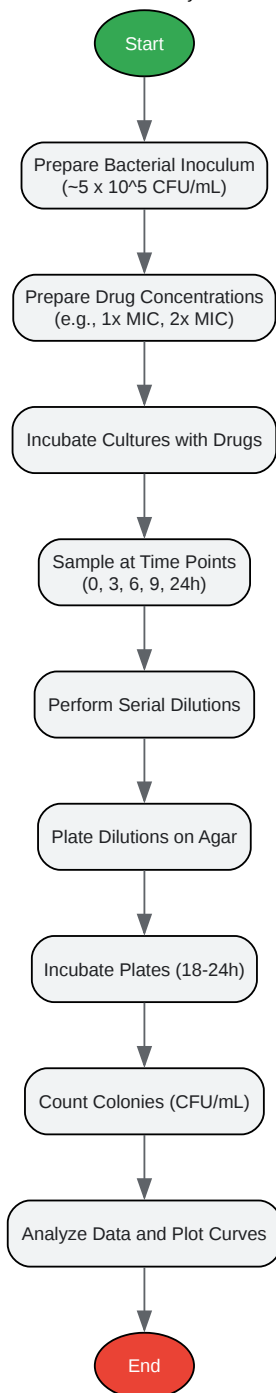 Start
Prepare Bacterial Inoculum
(~5 x 10^5 CFU/mL)
Prepare Drug Concentrations
(e.g., 1x MIC, 2x MIC)
Incubate Cultures with Drugs
Sample at Time Points
(0, 3, 6, 9, 24h)
Perform Serial Dilutions
Plate Dilutions on Agar
Incubate Plates (18-24h)
Count Colonies (CFU/mL)
Analyze Data and Plot Curves
End